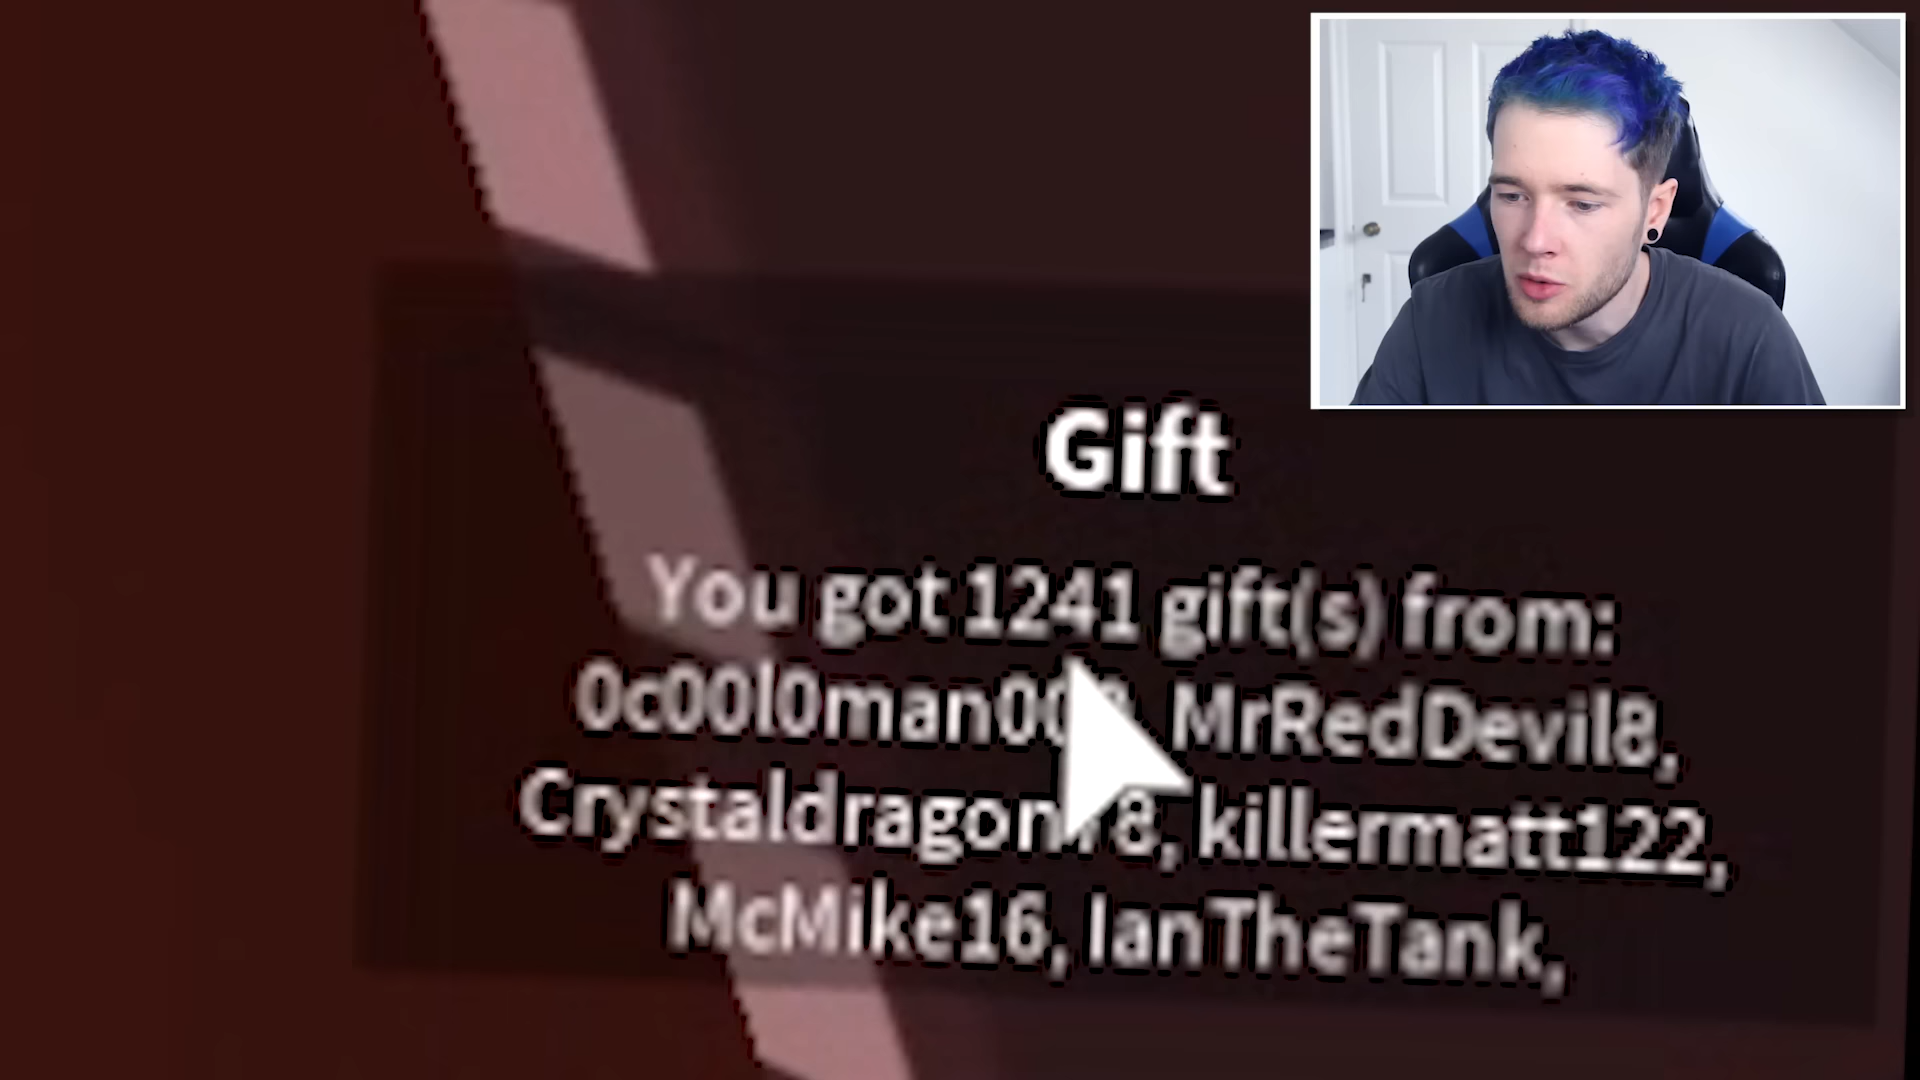 Gift
You got 1241 gift(s) from:
MrRedDevil8,
killermatt122,
McMike16, IanTheTank,